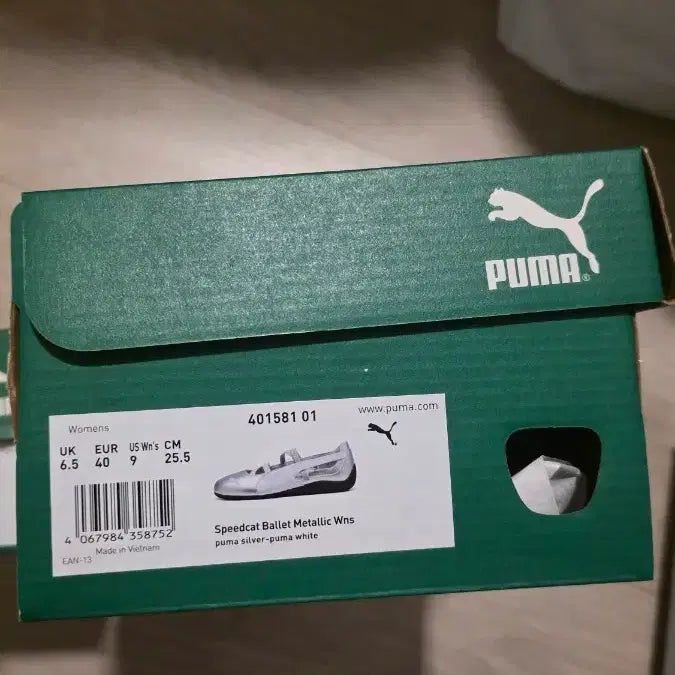 PUMA®
Womens
401581 01
www.puma.com
UK EUR US Wn's CM
6.5 40 9 25.5
4 067984 358752
Made in Vietnam
EAN-13
Speedcat Ballet Metallic Wns
puma silver-puma white